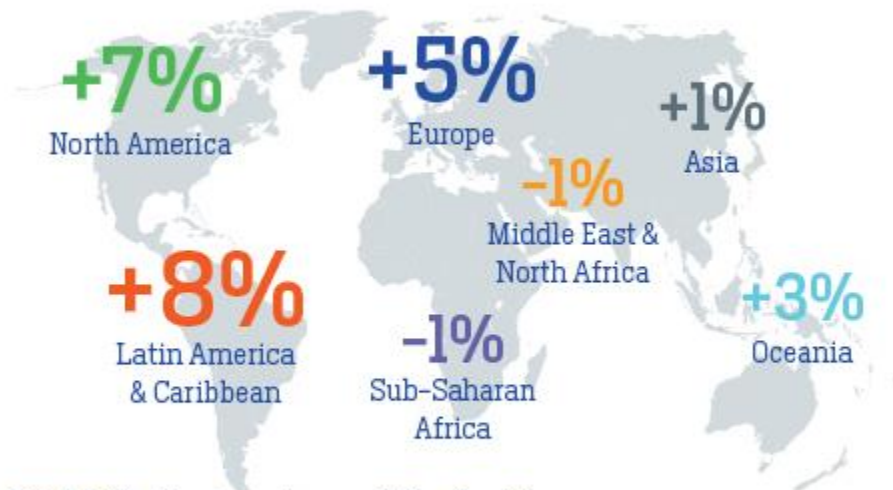 +7%
North America
+5%
Europe
+1%
Asia
-1%
Middle East &
North Africa
+8%
Latin America
& Caribbean
-1%
Sub-Saharan
Africa
+3%
Oceania